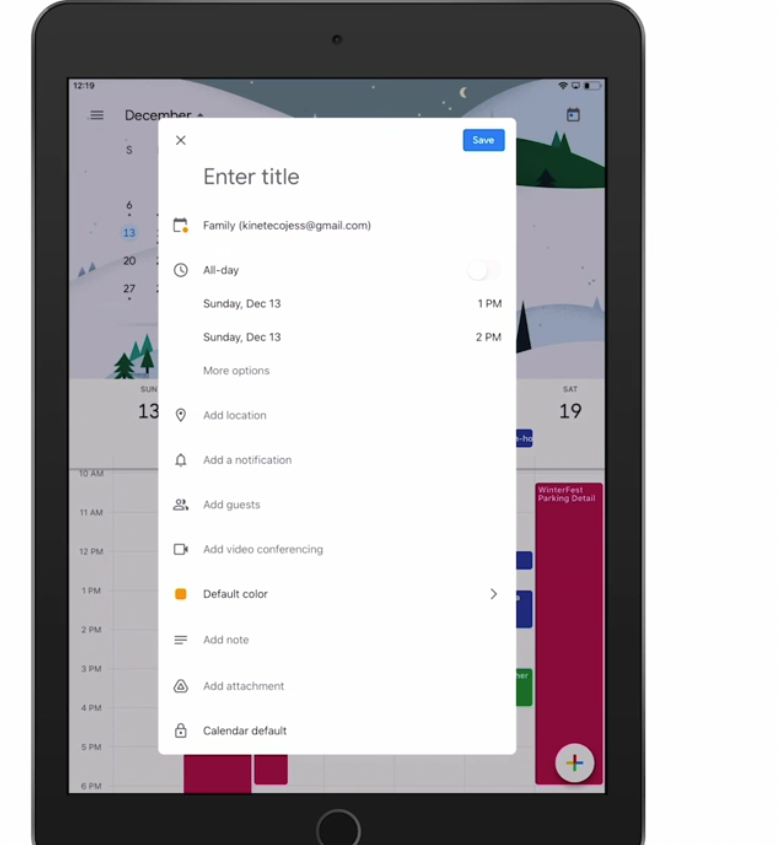 12:19
December
S
6
13
20
27
Save
Enter title
Family (kinetecojess@gmail.com)
All-day
Sunday, Dec 13 1 PM
Sunday, Dec 13 2 PM
More options
Add location
Add a notification
Add guests
Add video conferencing
Default color
Add note
Add attachment
Calendar default
SUN
13
SAT
19
10 AM
11 AM
12 PM
1 PM
2 PM
3 PM
4 PM
5 PM
6 PM
WinterFest
Parking Detail